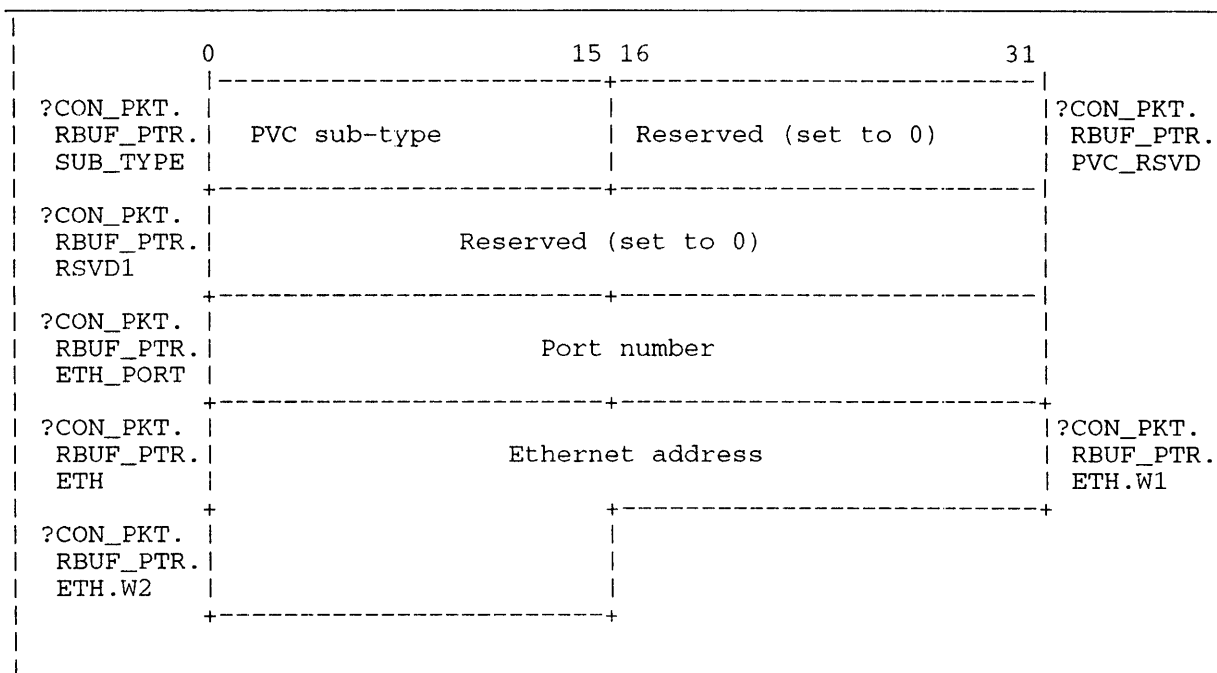 0 15 16 31
?CON_PKT. ?CON_PKT.
RBUF_PTR. PVC sub-type Reserved (set to 0) RBUF_PTR.
SUB_TYPE PVC_RSVD
?CON_PKT.
RBUF_PTR. Reserved (set to 0)
RSVD1
?CON_PKT.
RBUF_PTR. Port number
ETH_PORT
?CON_PKT. ?CON_PKT.
RBUF_PTR. Ethernet address RBUF_PTR.
ETH ETH.W1
?CON_PKT.
RBUF_PTR.
ETH.W2